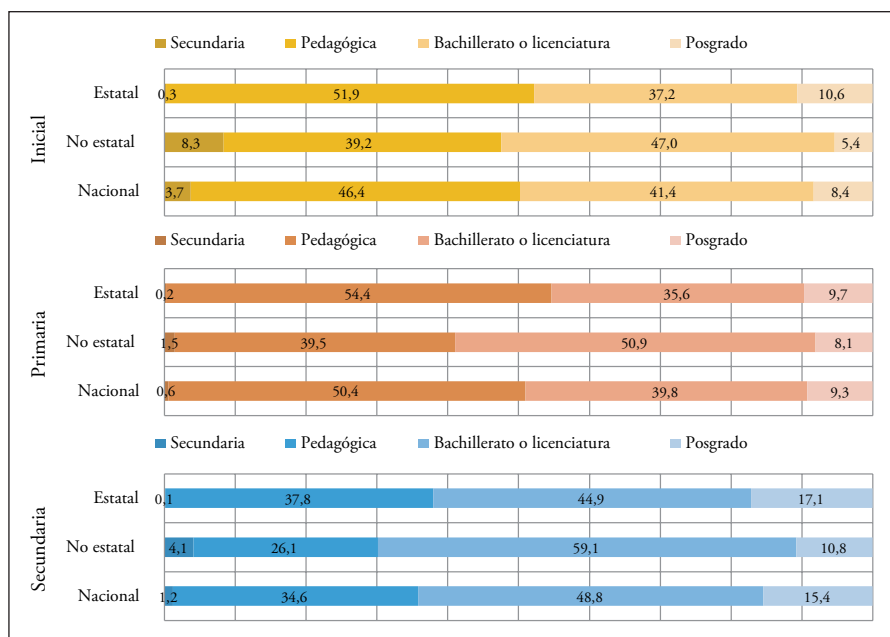 Secundaria Pedagógica Bachillerato o licenciatura Posgrado
Inicial
Estatal 0,3 51,9 37,2 10,6
No estatal 8,3 39,2 47,0 5,4
Nacional 3,7 46,4 41,4 8,4
Secundaria Pedagógica Bachillerato o licenciatura Posgrado
Primaria
Estatal 0,2 54,4 35,6 9,7
No estatal 1,5 39,5 50,9 8,1
Nacional 0,6 50,4 39,8 9,3
Secundaria Pedagógica Bachillerato o licenciatura Posgrado
Secundaria
Estatal 0,1 37,8 44,9 17,1
No estatal 4,1 26,1 59,1 10,8
Nacional 1,2 34,6 48,8 15,4